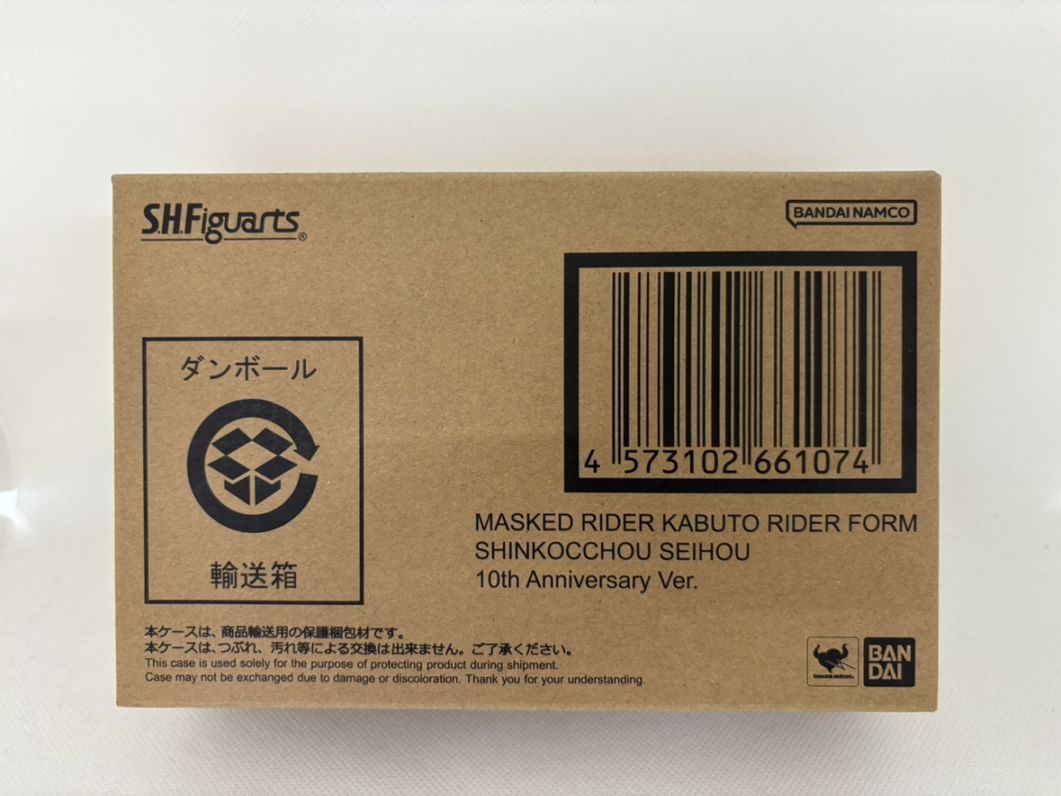 S.H.Figuarts®
BANDAI NAMCO
ダンボール
輸送箱
4 573102 661074
MASKED RIDER KABUTO RIDER FORM
SHINKOCCHOU SEIHOU
10th Anniversary Ver.
本ケースは、商品輸送用の保護梱包材です。
本ケースは、つぶれ、汚れ等による交換は出来ません。ご了承ください。
This case is used solely for the purpose of protecting product during shipment.
Case may not be exchanged due to damage or discoloration. Thank you for your understanding.
TAMASHII NATIONS
BAN
DAI